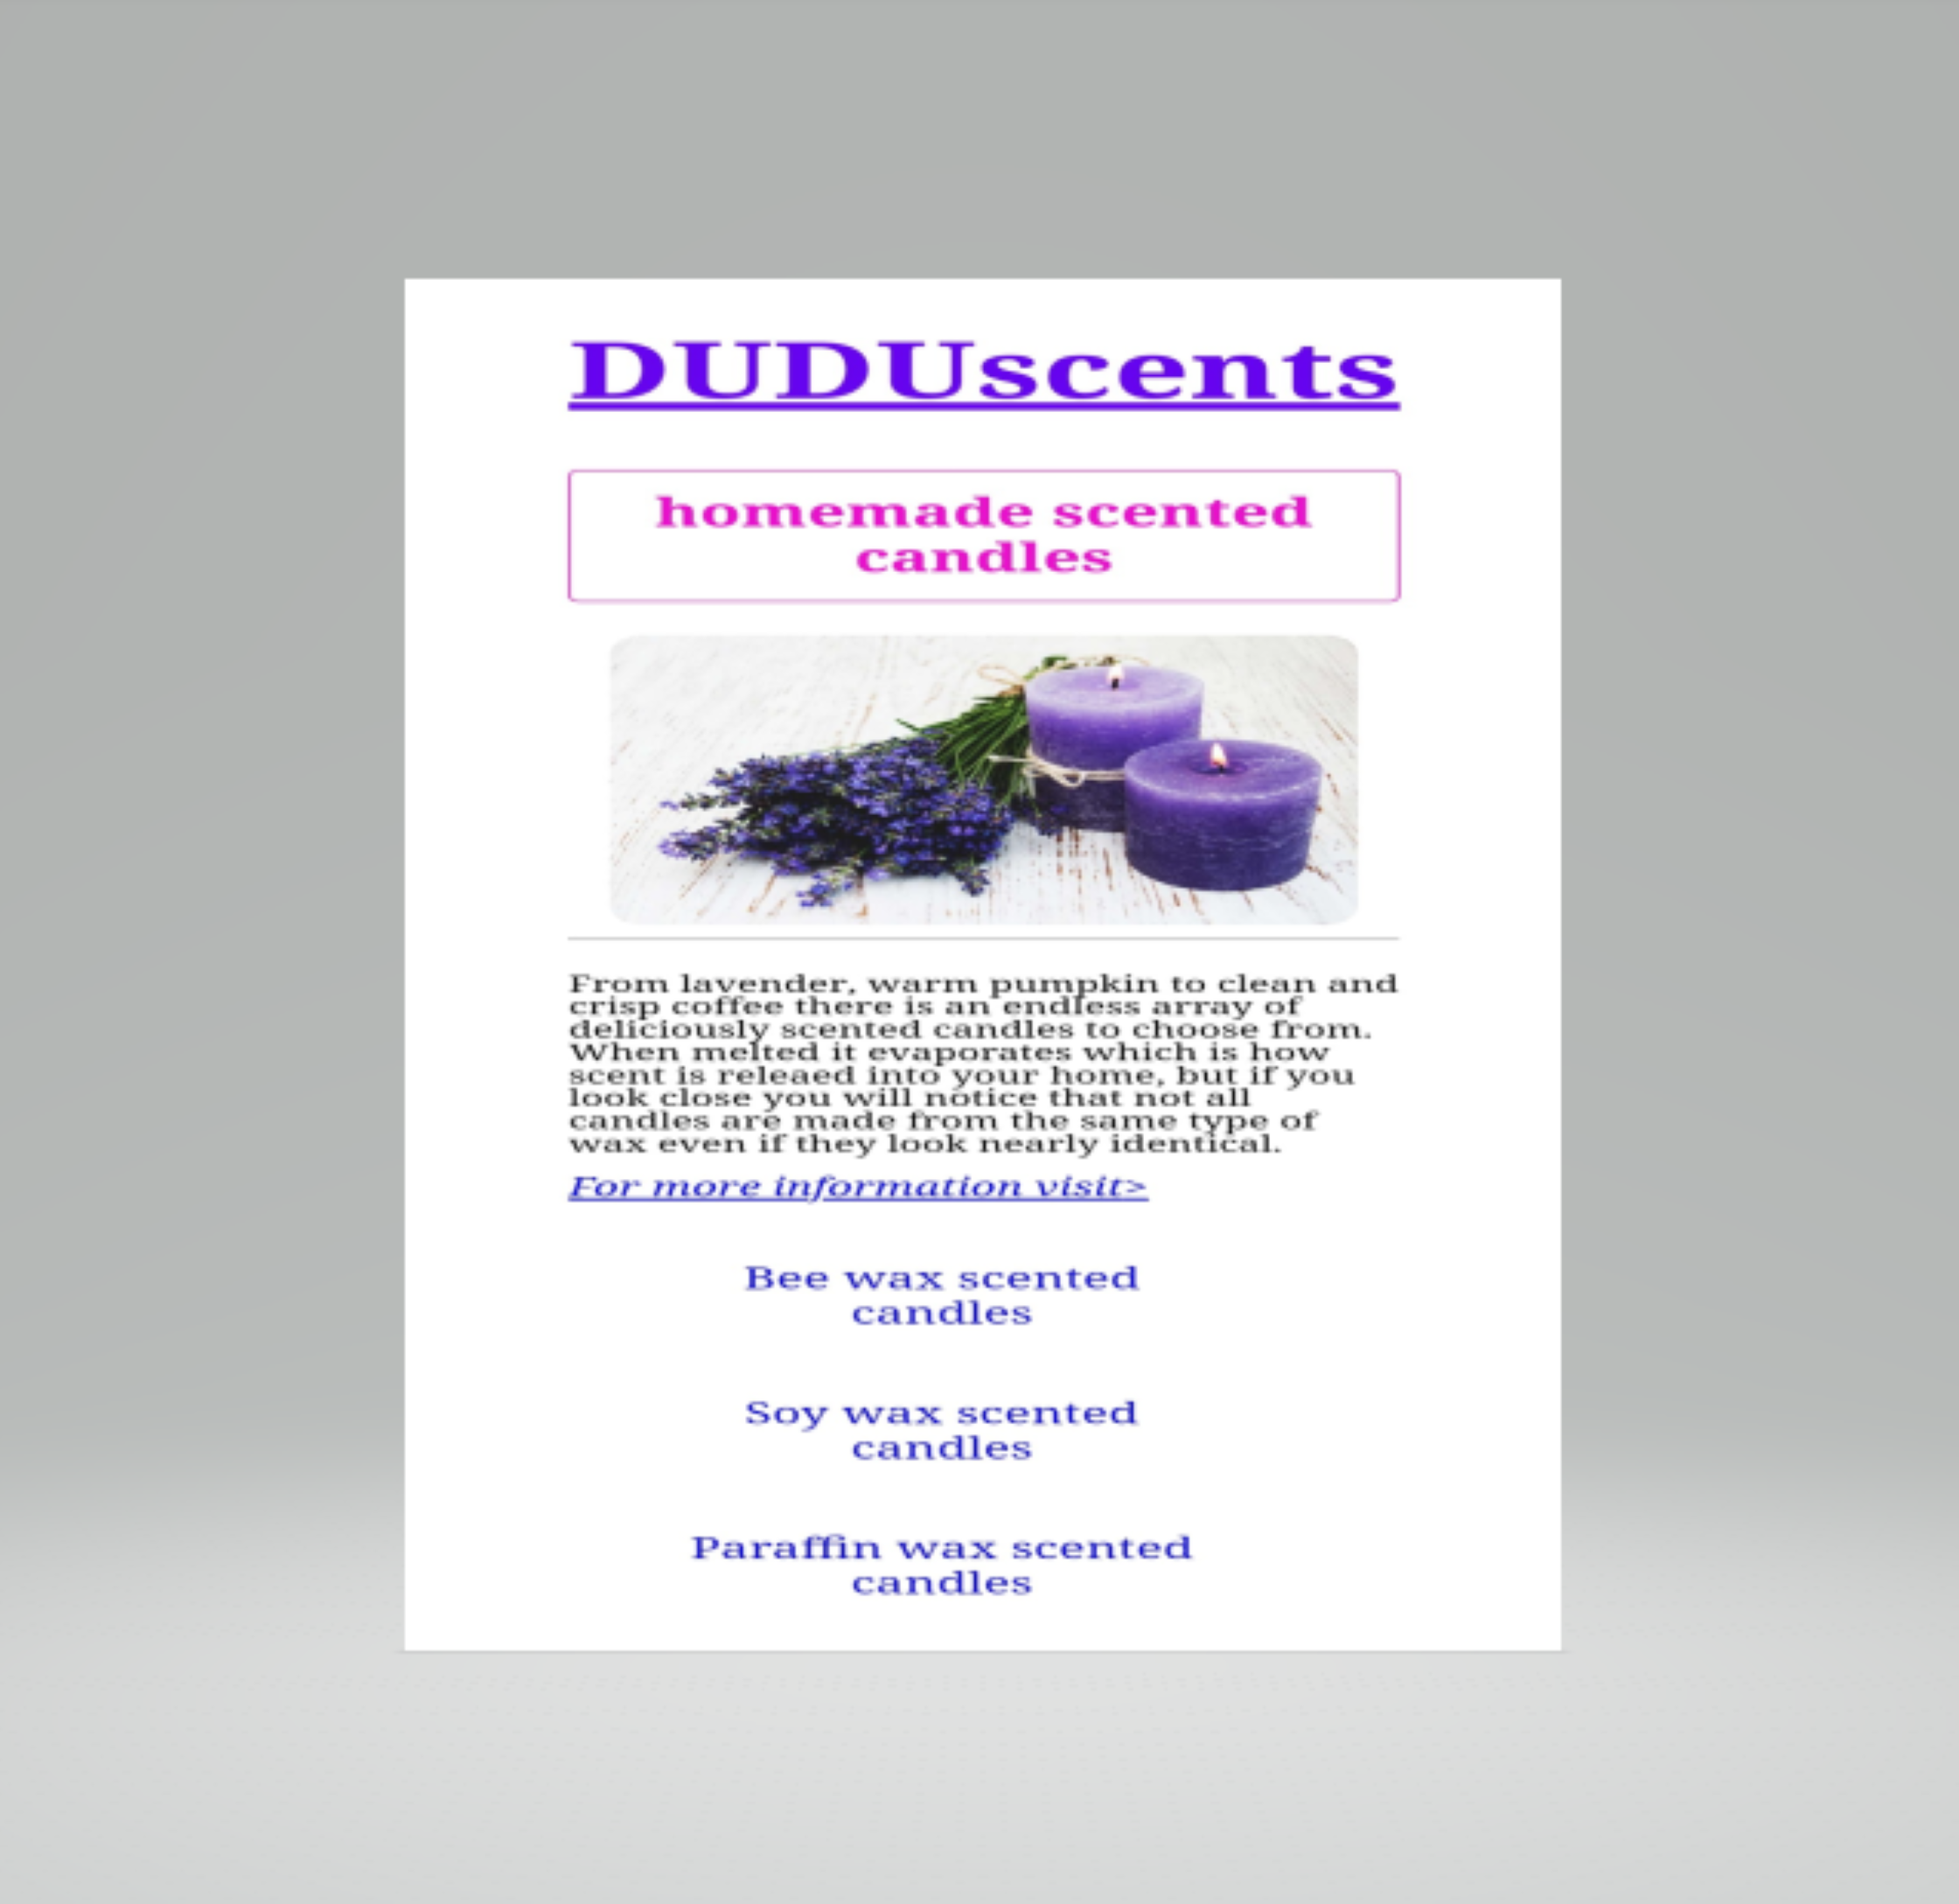 DUDUscents
homemade scented
candles
From lavender, warm pumpkin to clean and
crisp coffee there is an endless array of
deliciously scented candles to choose from.
When melted it evaporates which is how
scent is releaed into your home, but if you
look close you will notice that not all
candles are made from the same type of
wax even if they look nearly identical.
For more information visit>
Bee wax scented
candles
Soy wax scented
candles
Paraffin wax scented
candles